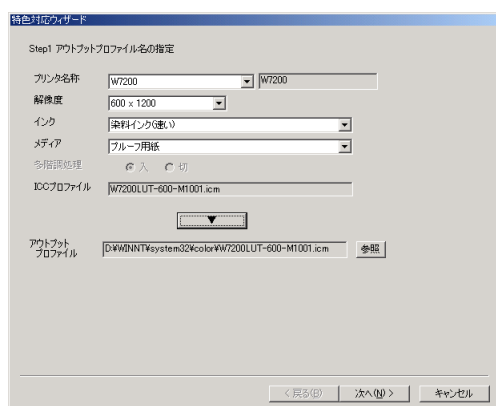 特色対応ウィザード
Step1 アウトプットプロファイル名の指定
プリンタ名称 W7200 W7200
解像度 600 x 1200
インク 染料インク(速い)
メディア プルーフ用紙
多階調処理 入 切
ICCプロファイル W7200LUT-600-M1001.icm
▼
アウトプット
プロファイル D:¥WINNT¥system32¥color¥W7200LUT-600-M1001.icm 参照
< 戻る(B) 次へ(N) > キャンセル